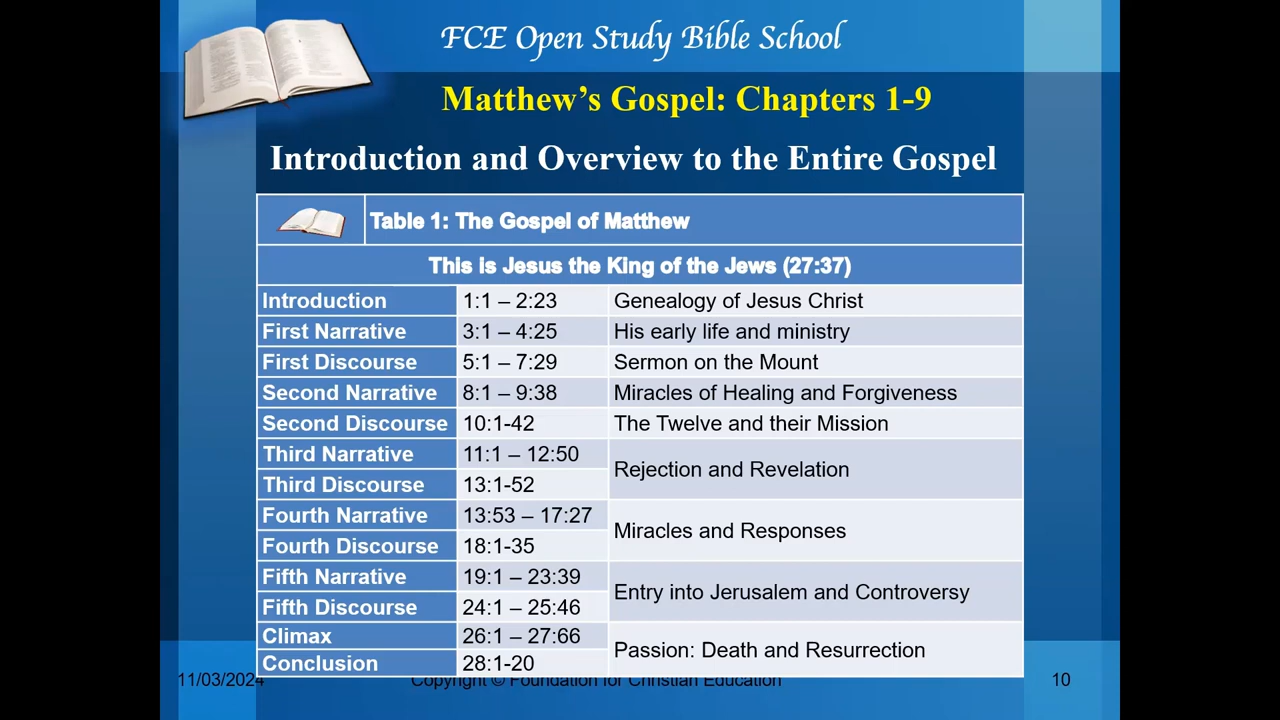 FCE Open Study Bible School
Matthew's Gospel: Chapters 1-9
Introduction and Overview to the Entire Gospel
Table 1: The Gospel of Matthew
This is Jesus the King of the Jews (27:37)
Introduction 1:1 – 2:23 Genealogy of Jesus Christ
First Narrative 3:1 – 4:25 His early life and ministry
First Discourse 5:1 – 7:29 Sermon on the Mount
Second Narrative 8:1 – 9:38 Miracles of Healing and Forgiveness
Second Discourse 10:1-42 The Twelve and their Mission
Third Narrative 11:1 – 12:50
Rejection and Revelation
Third Discourse 13:1-52
Fourth Narrative 13:53 – 17:27
Miracles and Responses
Fourth Discourse 18:1-35
Fifth Narrative 19:1 – 23:39
Entry into Jerusalem and Controversy
Fifth Discourse 24:1 – 25:46
Climax 26:1 – 27:66
Passion: Death and Resurrection
Conclusion 28:1-20
11/03/2024 Copyright © Foundation for Christian Education 10